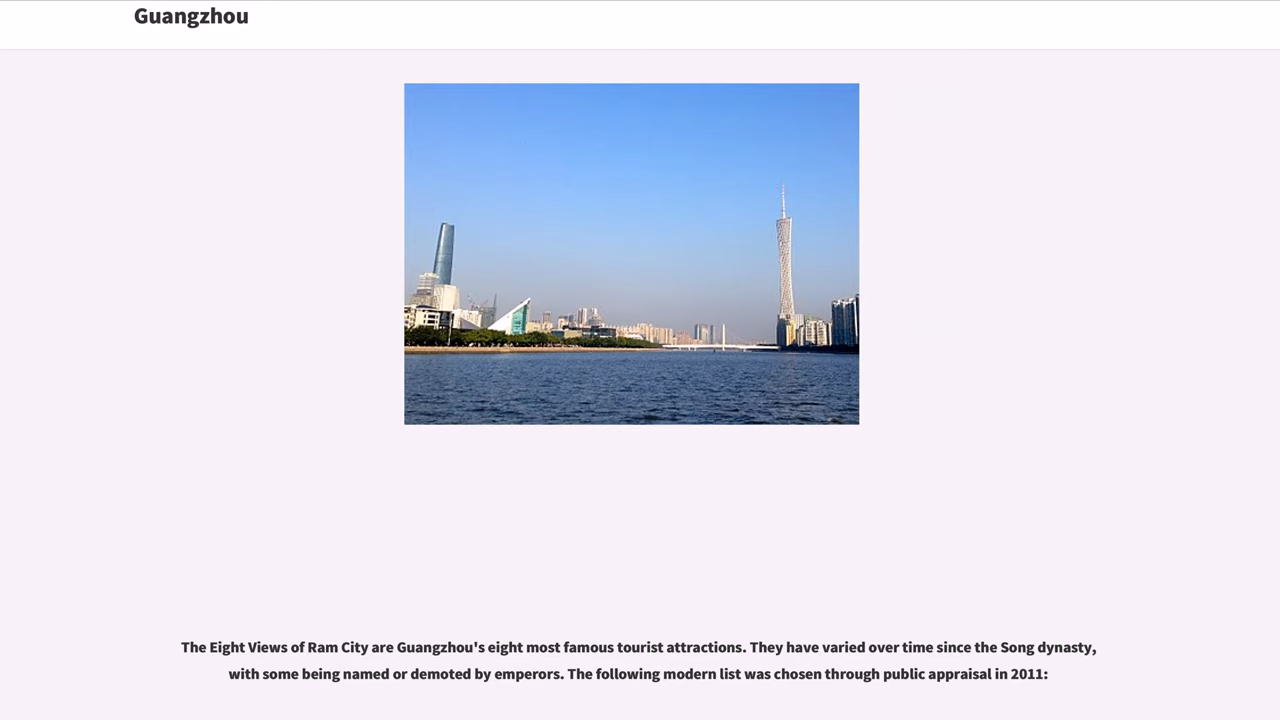 Guangzhou
The Eight Views of Ram City are Guangzhou's eight most famous tourist attractions. They have varied over time since the Song dynasty,
with some being named or demoted by emperors. The following modern list was chosen through public appraisal in 2011: